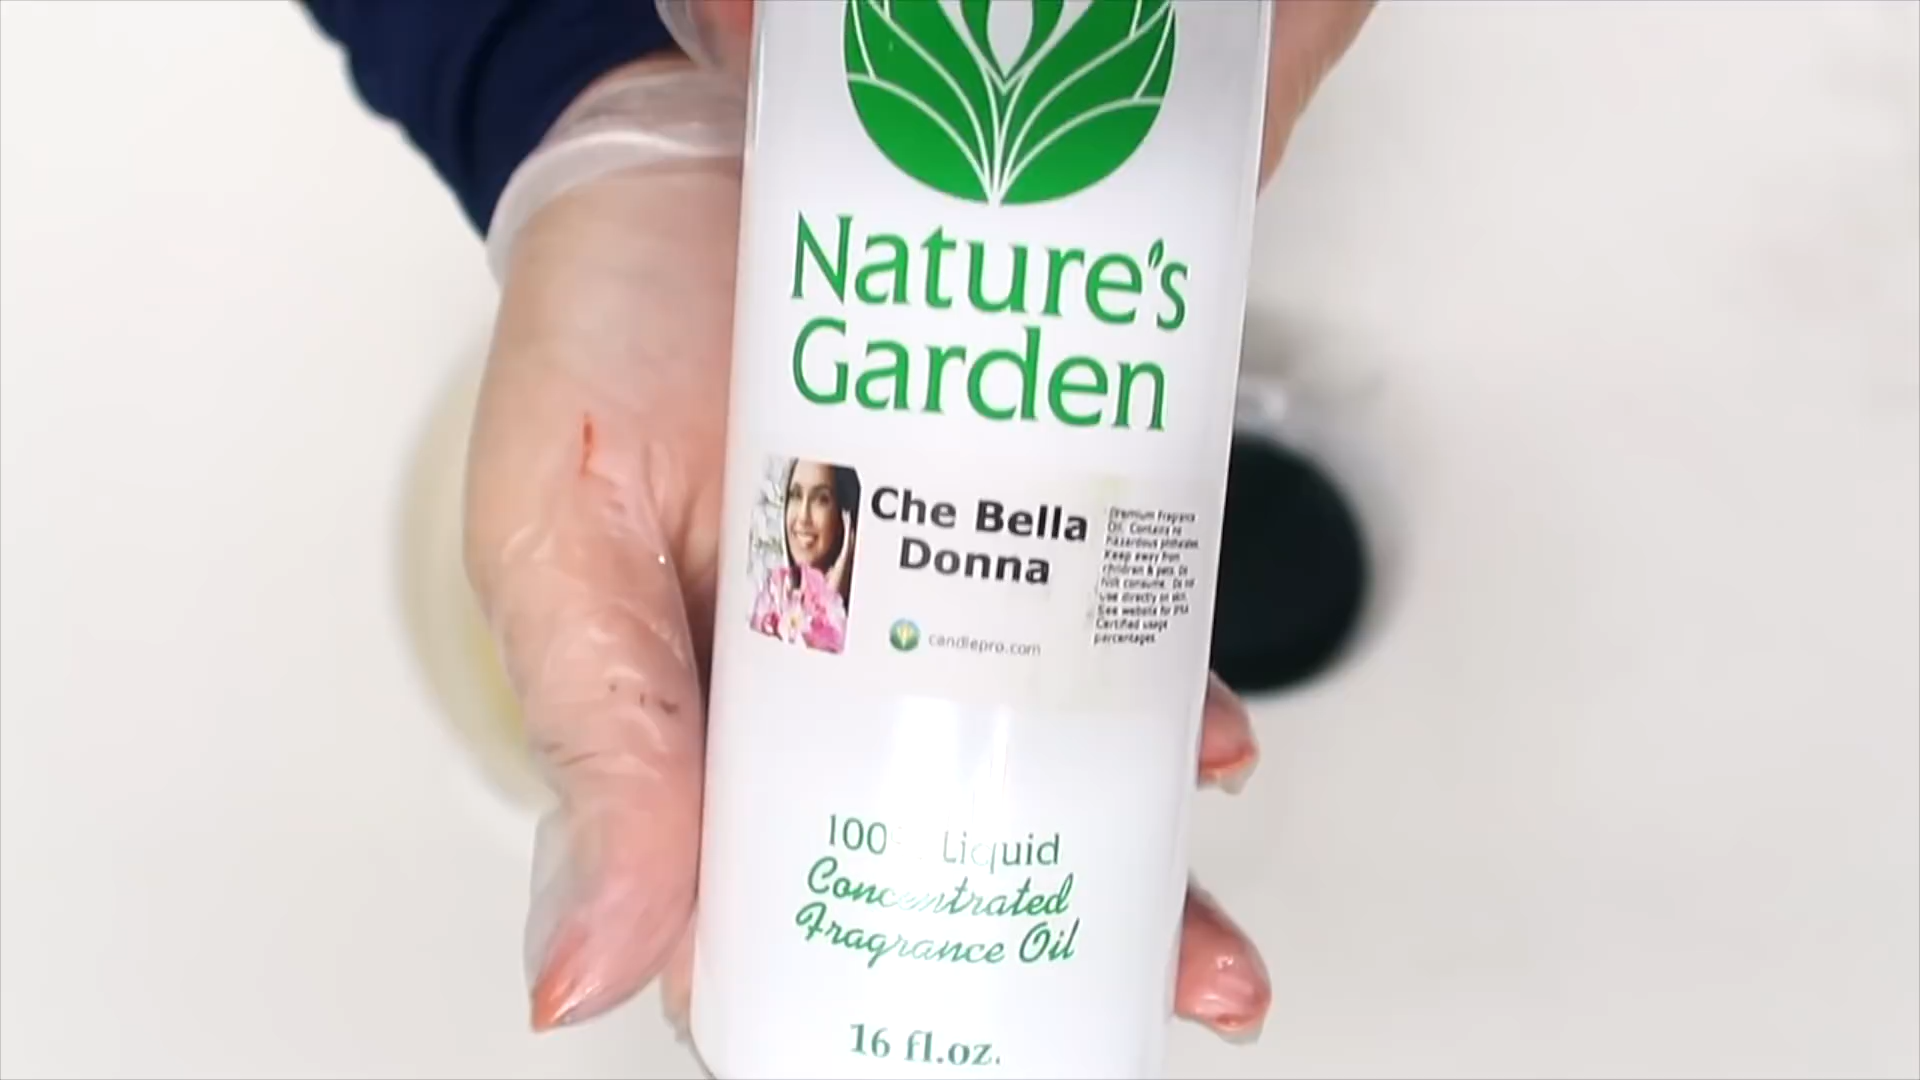 Nature's
Garden
Che Bella
Donna
Premium Fragrance
Oil. Contains no
hazardous phthalates.
Keep away from
children & pets. Do
not consume. Do not
use directly on skin.
See website for IFRA
Certified usage
percentages.
candlepro.com
100 Liquid
Concentrated
Fragrance Oil
16 fl.oz.